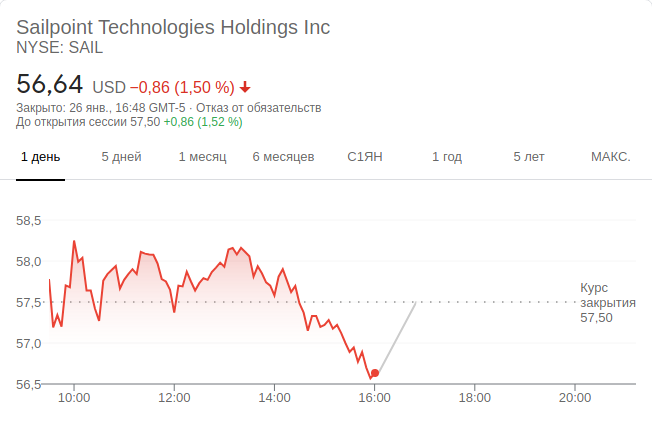 Sailpoint Technologies Holdings Inc
NYSE: SAIL
56,64 USD −0,86 (1,50 %)
Закрыто: 26 янв., 16:48 GMT-5 · Отказ от обязательств
До открытия сессии 57,50 +0,86 (1,52 %)
1 день 5 дней 1 месяц 6 месяцев С1ЯН 1 год 5 лет МАКС.
58,5
58,0
57,5
57,0
56,5
Курс
закрытия
57,50
10:00 12:00 14:00 16:00 18:00 20:00